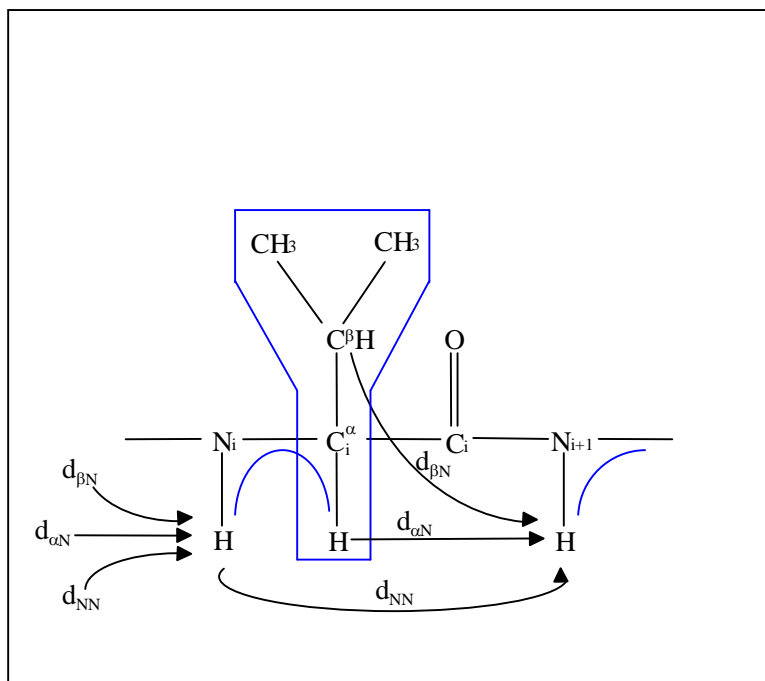 CH3 CH3
CβH O
Ni Ciα Ci Ni+1
dβN dβN
dαN H H dαN H
dNN dNN